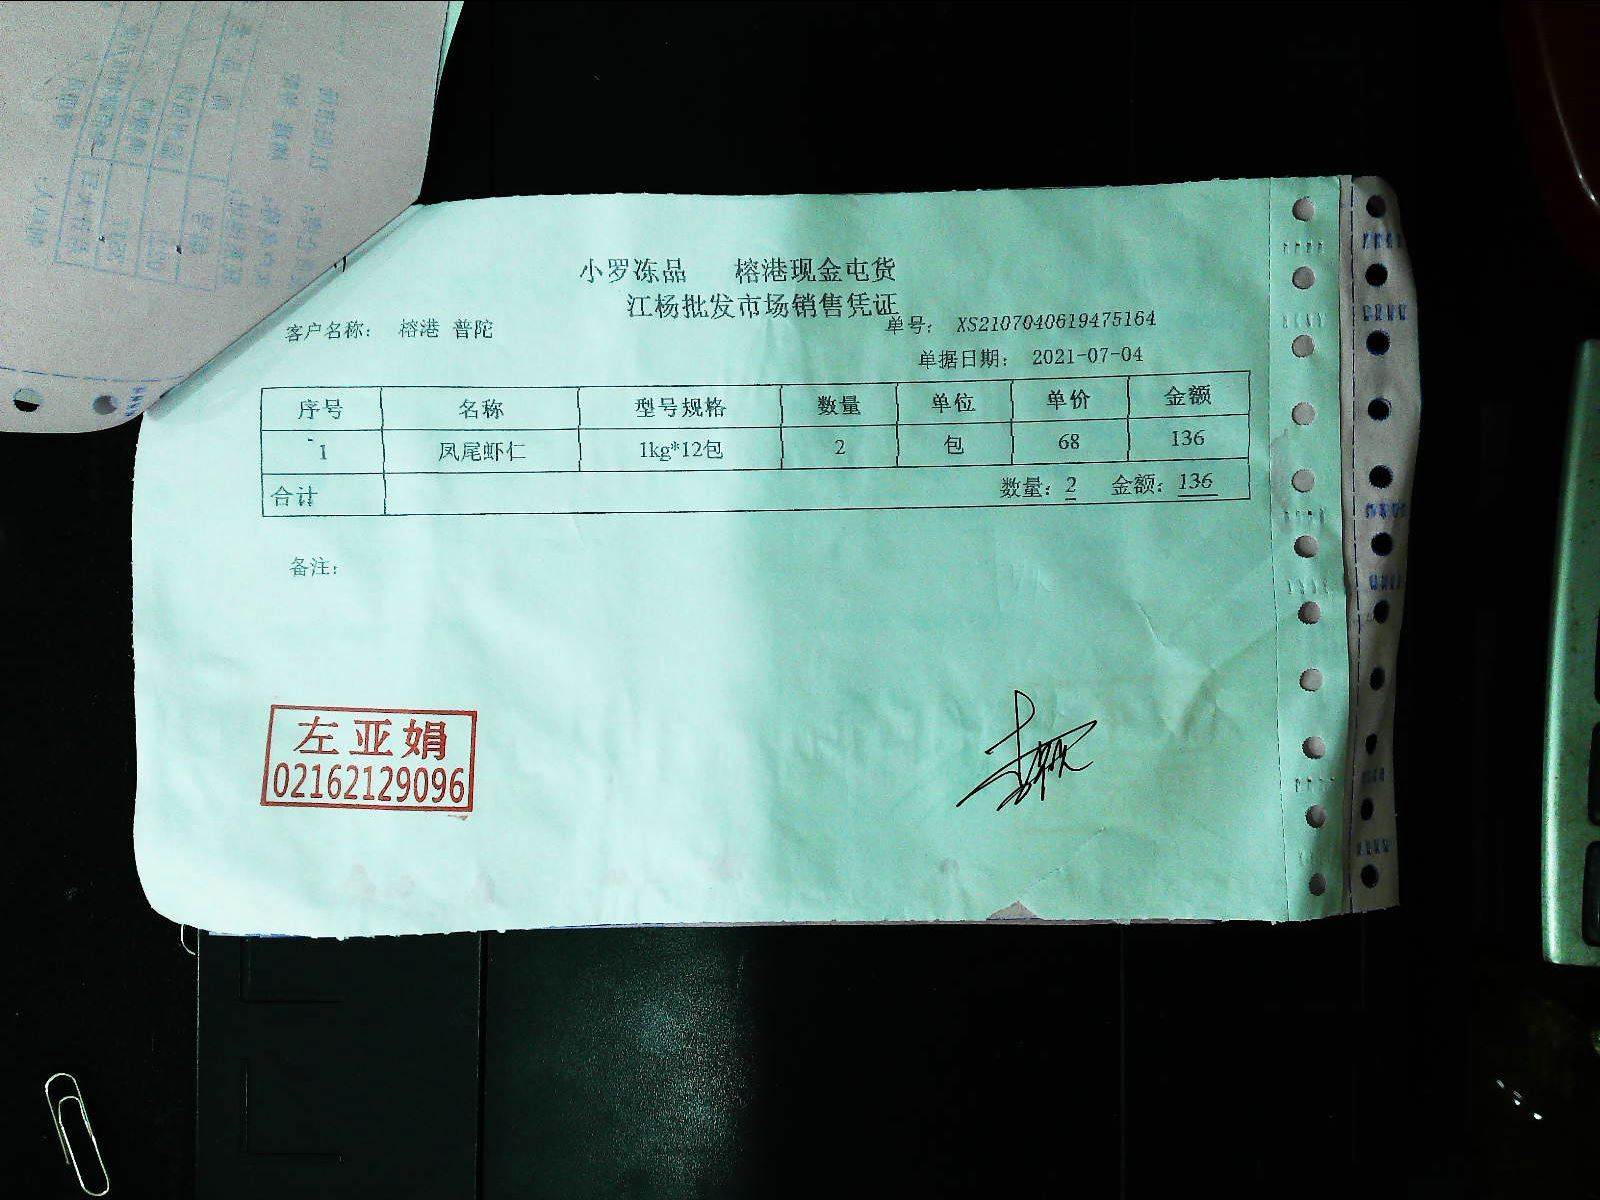 小罗冻品 榕港现金屯货
江杨批发市场销售凭证
客户名称： 榕港 普陀 单号： XS2107040619475164
单据日期： 2021-07-04
序号 名称 型号规格 数量 单位 单价 金额
1 凤尾虾仁 1kg*12包 2 包 68 136
合计 数量：2 金额：136
备注：
左亚娟
02162129096